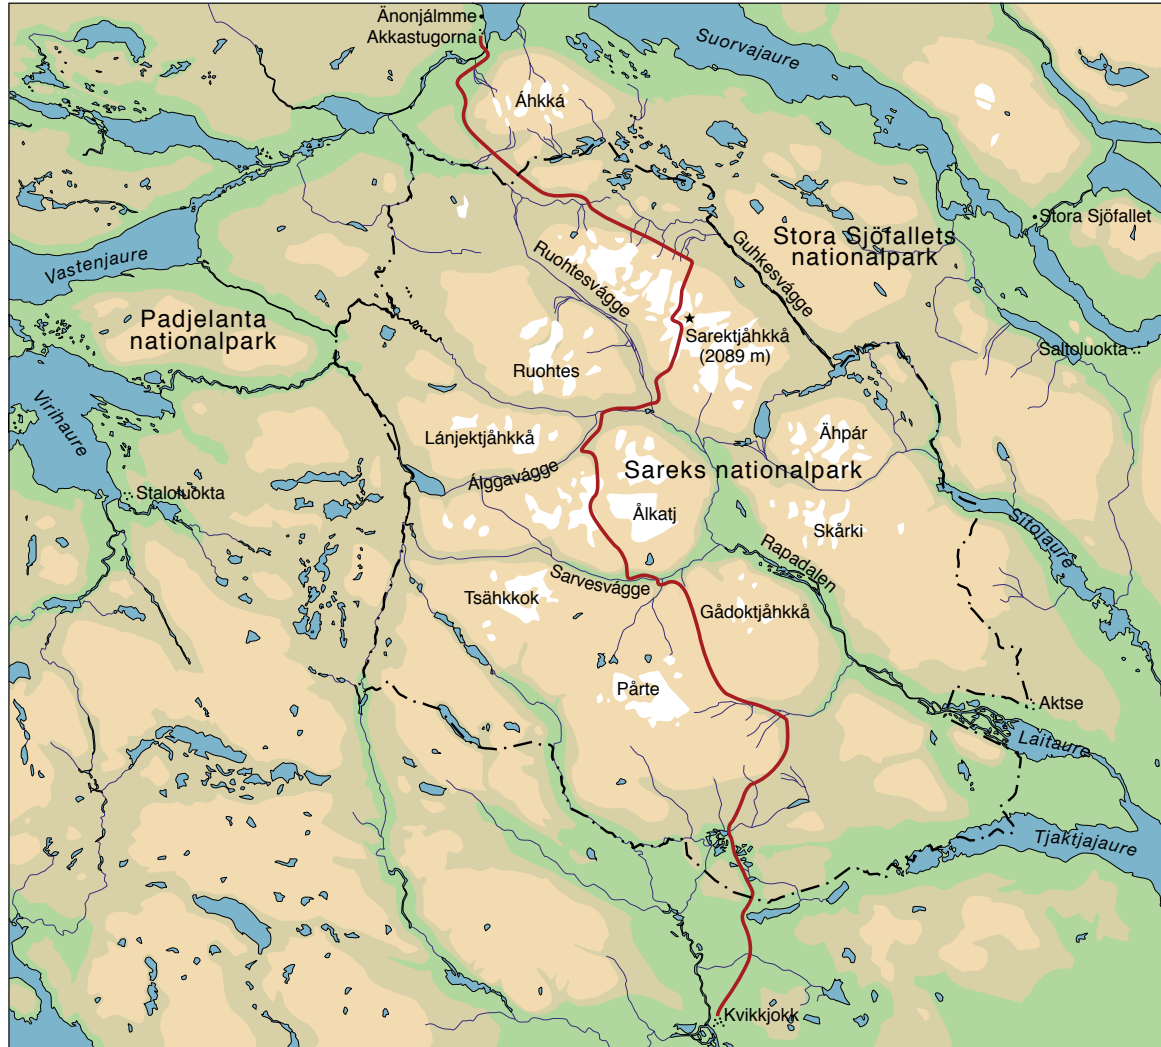 Änonjálmme
Akkastugorna
Suorvajaure
Áhkká
Stora Sjöfallet
Stora Sjöfallets
nationalpark
Guhkesvágge
Ruohtesvágge
Vastenjaure
Padjelanta
nationalpark
Sarektjåhkkå
(2089 m)
Saltoluokta
Ruohtes
Virihaure
Lánjektjåhkkå
Ähpár
Sareks nationalpark
Álggavágge
Staloluokta
Ålkatj
Skårki
Sitojaure
Rapadalen
Sarvesvágge
Tsähkkok
Gådoktjåhkkå
Pårte
Aktse
Laitaure
Tjaktjajaure
Kvikkjokk